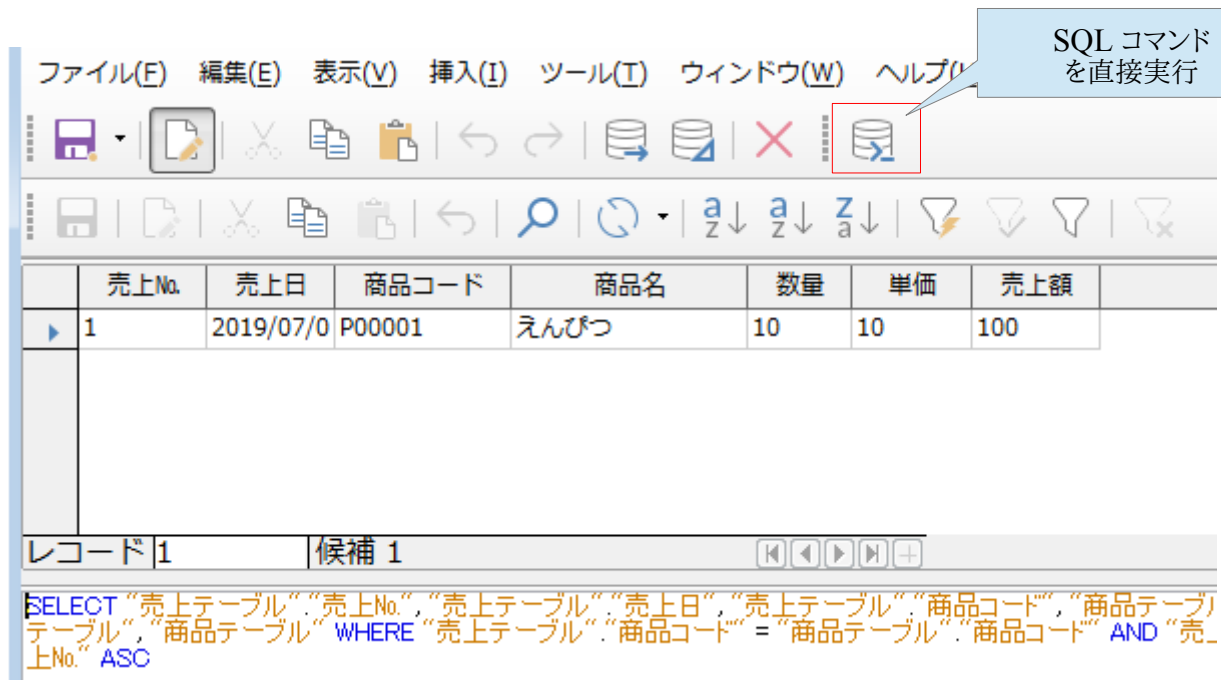 SQL コマンド
を直接実行
ファイル(F) 編集(E) 表示(V) 挿入(I) ツール(T) ウィンドウ(W) ヘルプ(
売上№ 売上日 商品コード 商品名 数量 単価 売上額
1 2019/07/0 P00001 えんぴつ 10 10 100
レコード 1 候補 1
SELECT "売上テーブル"."売上№", "売上テーブル"."売上日", "売上テーブル"."商品コード", "商品テーブル
テーブル", "商品テーブル" WHERE "売上テーブル"."商品コード" = "商品テーブル"."商品コード" AND "売上
上№" ASC